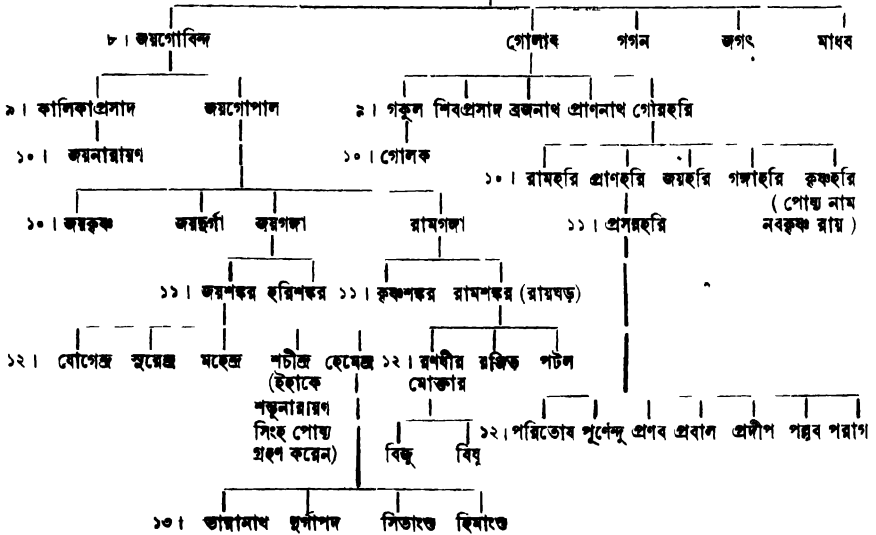 ৮। জয়গোবিন্দ গোলাব গগন জগৎ মাধব
৯। কালিকাপ্রসাদ জয়গোপাল ৯। গকুল শিবপ্রসাদ ব্রজনাথ প্রাণনাথ গৌরহরি
১০। জয়নারায়ণ ১০। গোলক ১০। রামহরি প্রাণহরি জয়হরি গঙ্গাহরি কৃষ্ণহরি
( পোষ্য নাম
১০। জয়কৃষ্ণ জয়দুর্গা জয়গঙ্গা রামগঙ্গা ১১। প্রসন্নহরি নবকৃষ্ণ রায় )
১১। জয়শঙ্কর হরিশঙ্কর ১১। কৃষ্ণশঙ্কর রামশঙ্কর (রায়ঘড়)
১২। যোগেন্দ্র সুরেন্দ্র মহেন্দ্র শচীন্দ্র হেমেন্দ্র ১২। রণধীর রঞ্জিত পটল
(ইহাকে মোক্তার
শম্ভুনারায়ণ
সিংহ পোষ্য ১২। পরিতোষ পূর্ণেন্দু প্রণব প্রবাল প্রদীপ পল্লব পরাগ
গ্রহণ করেন) বিজু বিধু
১৩। তারানাথ দুর্গাপদ সিতাংশু হিমাংশু